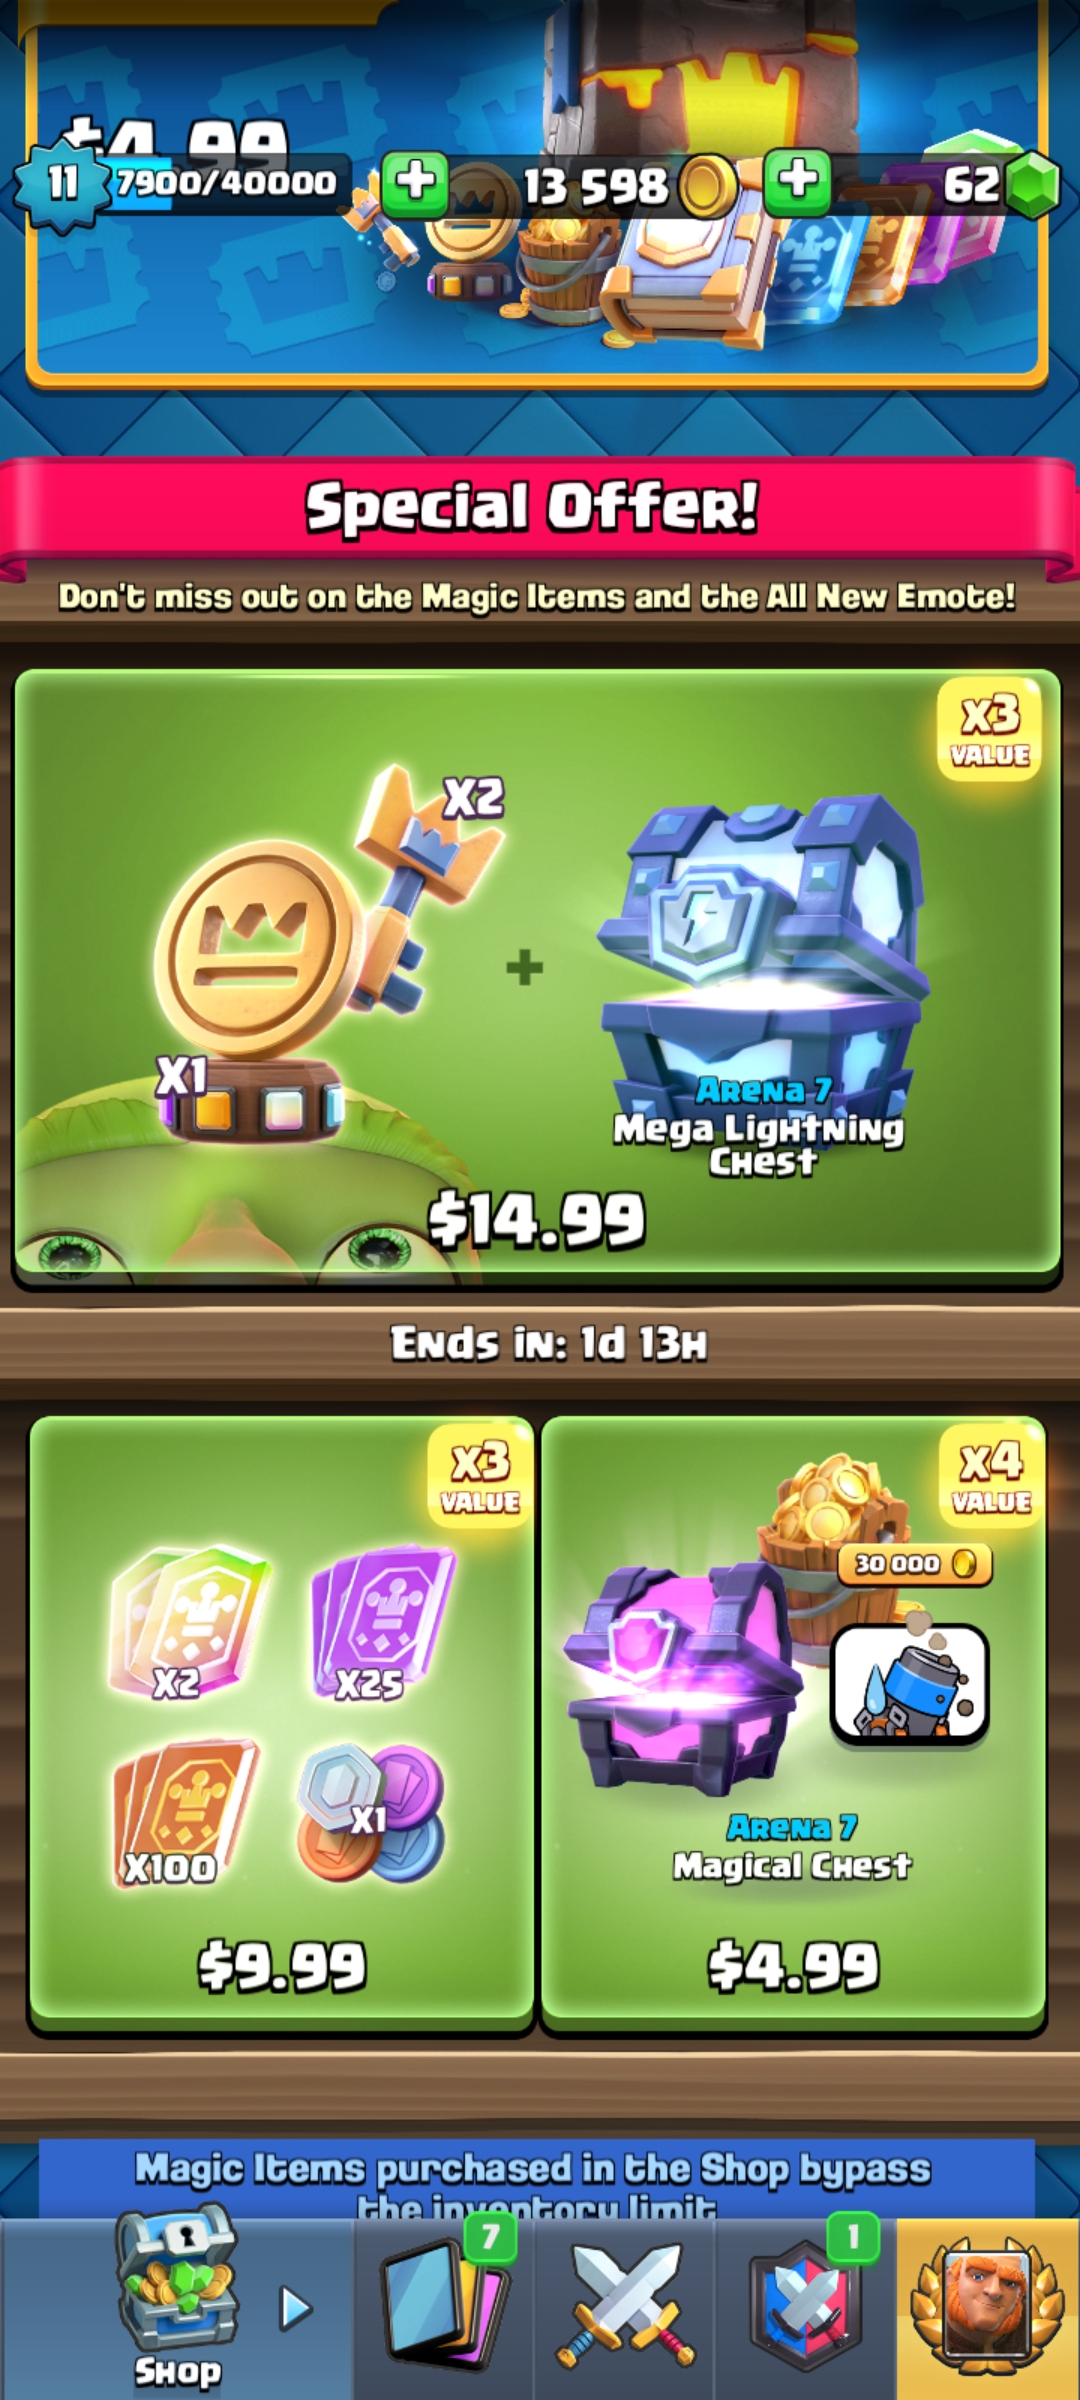 $4.99
11
7900/40000
13 598
62
Special Offer!
Don't miss out on the Magic Items and the All New Emote!
x3
VALUE
X2
X1
Arena 7
Mega Lightning
Chest
$14.99
Ends in: 1d 13H
x3
VALUE
X2
X25
X100
X1
$9.99
x4
VALUE
30 000
Arena 7
Magical Chest
$4.99
Magic Items purchased in the Shop bypass
the inventory limit
7
1
Shop